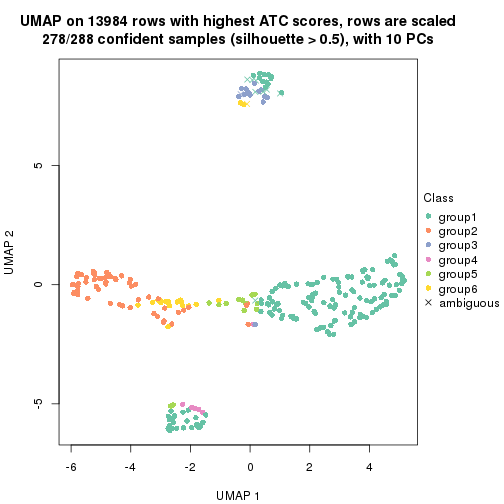 UMAP on 13984 rows with highest ATC scores, rows are scaled
278/288 confident samples (silhouette > 0.5), with 10 PCs
5
0
-5
UMAP 2
-6
-4
-2
0
2
4
UMAP 1
Class
group1
group2
group3
group4
group5
group6
ambiguous